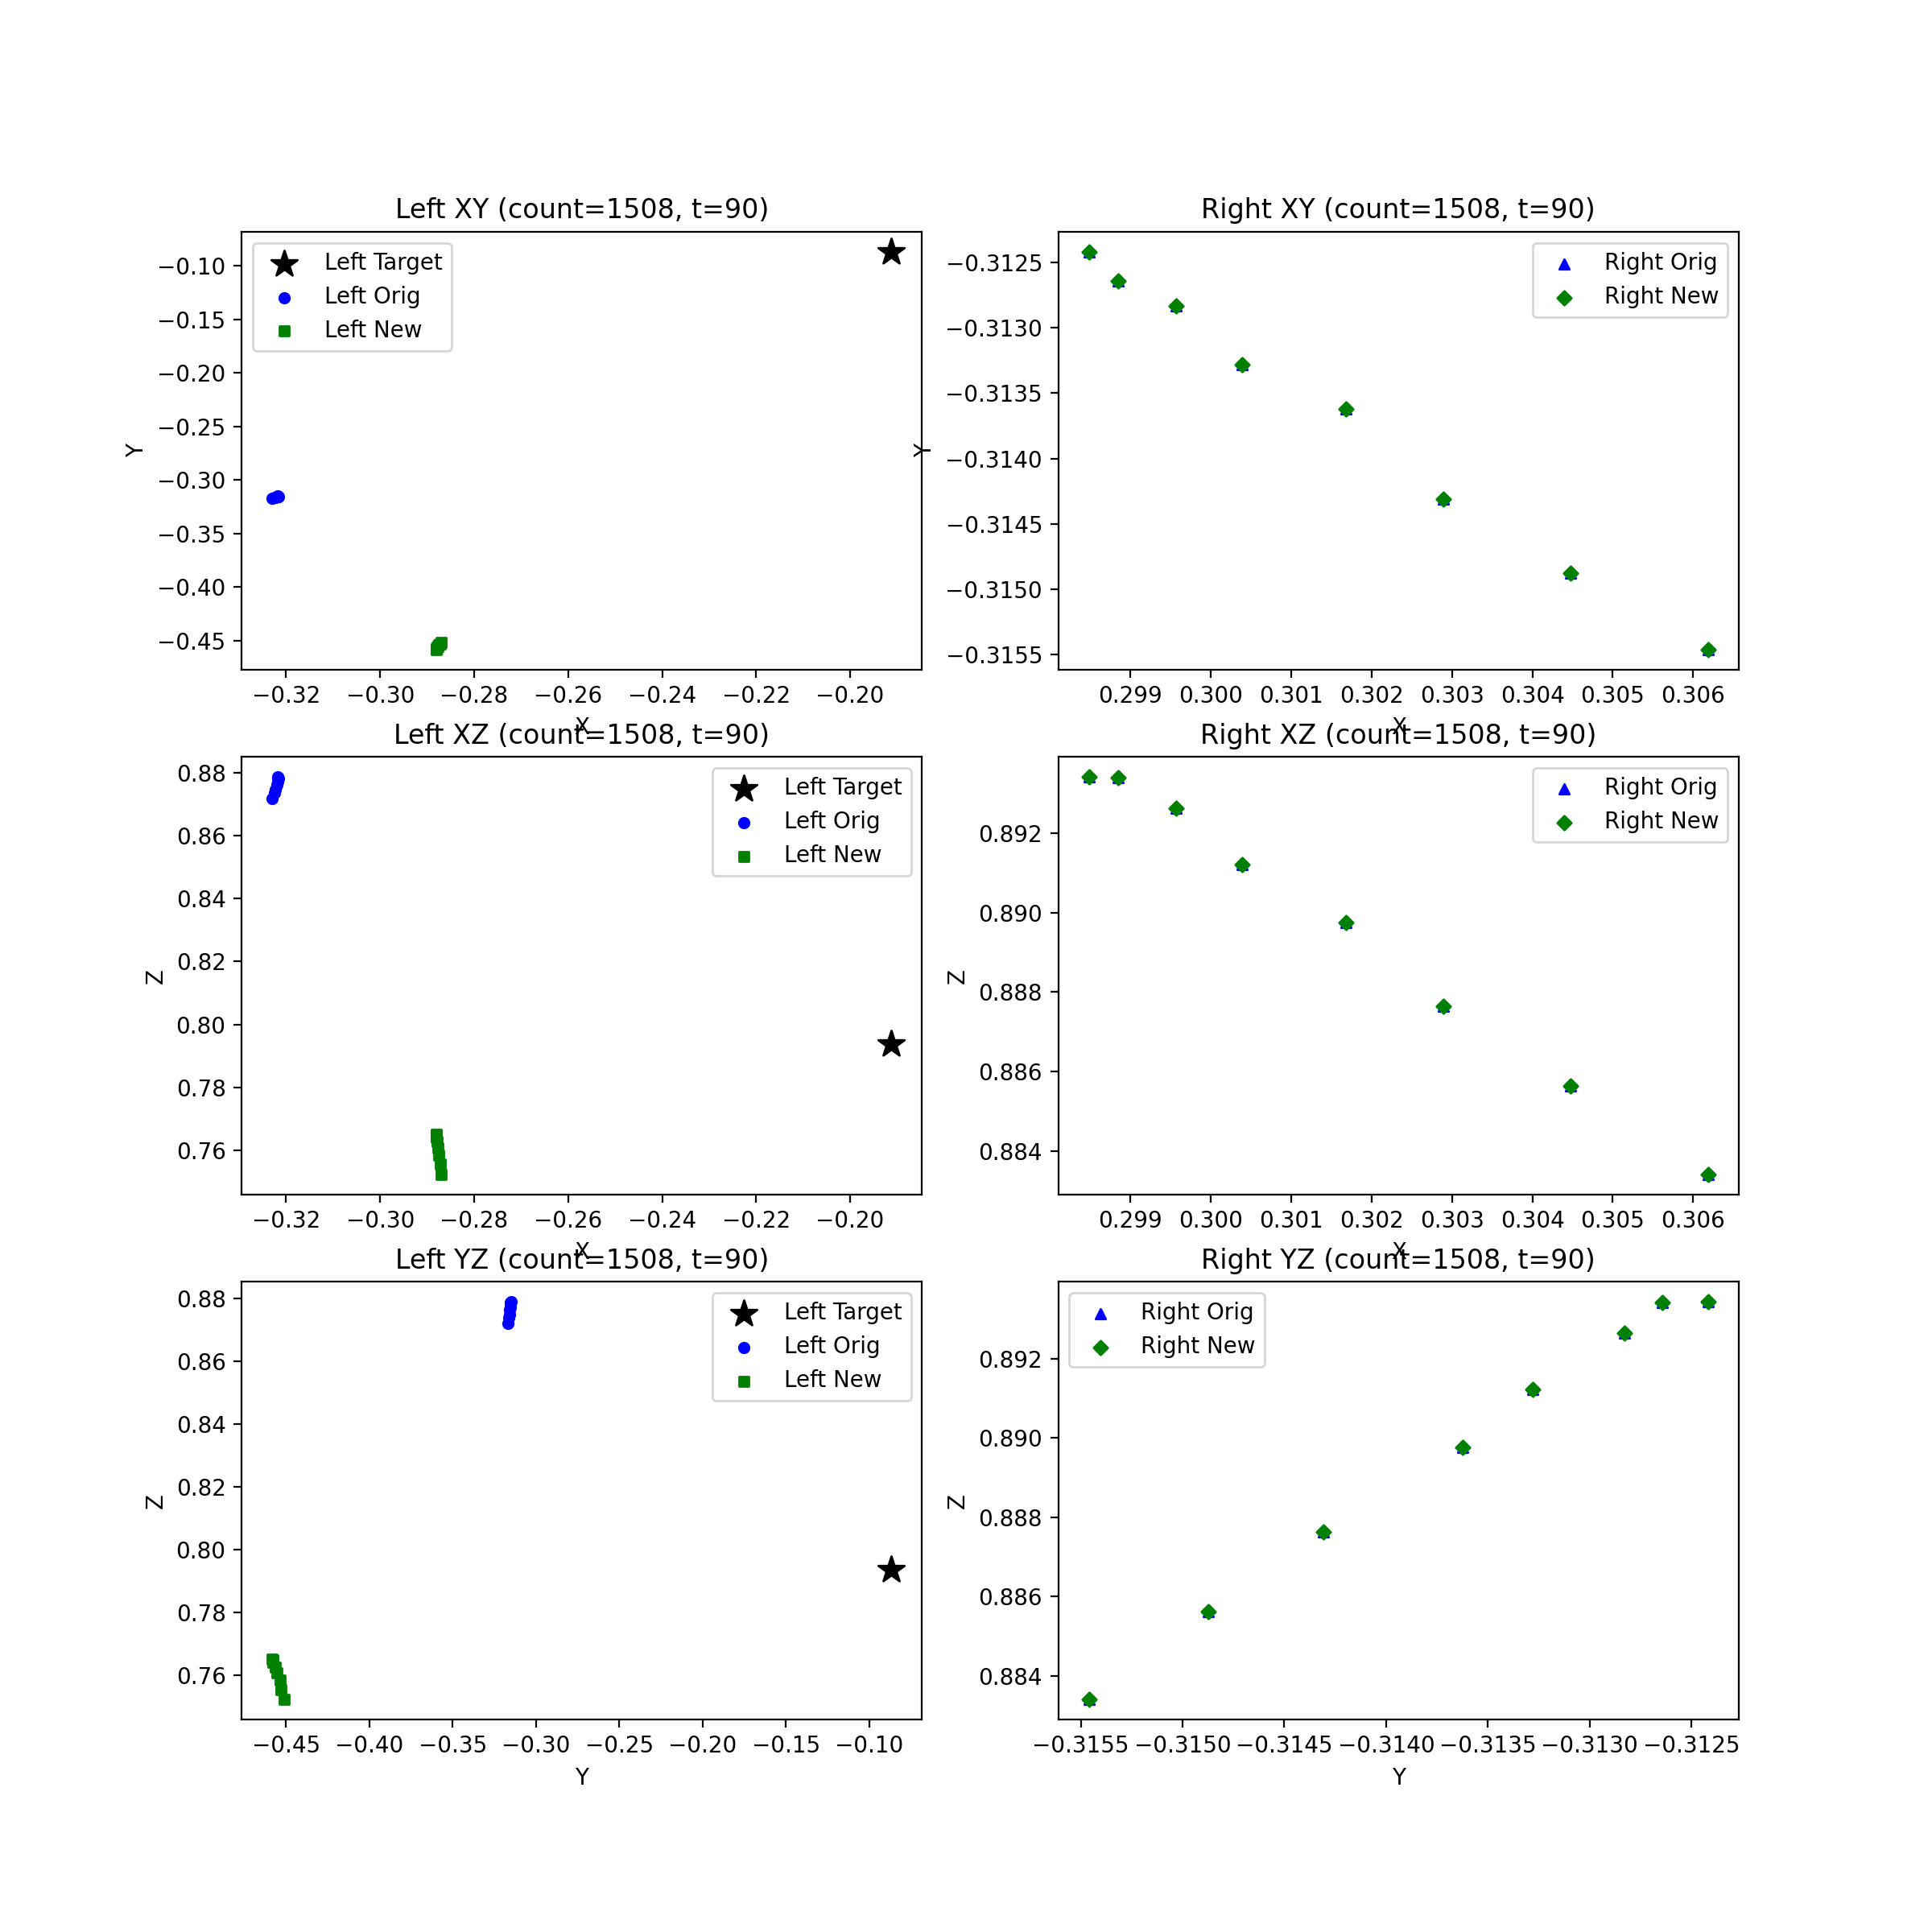 Left XY (count=1508, t=90)
Left Target
Left Orig
Left New
−0.10
−0.15
−0.20
−0.25
−0.30
−0.35
−0.40
−0.45
Y
−0.32 −0.30 −0.28 −0.26 −0.24 −0.22 −0.20
X
Right XY (count=1508, t=90)
Right Orig
Right New
−0.3125
−0.3130
−0.3135
−0.3140
−0.3145
−0.3150
−0.3155
Y
0.299 0.300 0.301 0.302 0.303 0.304 0.305 0.306
X
Left XZ (count=1508, t=90)
Left Target
Left Orig
Left New
0.88
0.86
0.84
0.82
0.80
0.78
0.76
Z
−0.32 −0.30 −0.28 −0.26 −0.24 −0.22 −0.20
X
Right XZ (count=1508, t=90)
Right Orig
Right New
0.892
0.890
0.888
0.886
0.884
Z
0.299 0.300 0.301 0.302 0.303 0.304 0.305 0.306
X
Left YZ (count=1508, t=90)
Left Target
Left Orig
Left New
0.88
0.86
0.84
0.82
0.80
0.78
0.76
Z
−0.45 −0.40 −0.35 −0.30 −0.25 −0.20 −0.15 −0.10
Y
Right YZ (count=1508, t=90)
Right Orig
Right New
0.892
0.890
0.888
0.886
0.884
Z
−0.3155 −0.3150 −0.3145 −0.3140 −0.3135 −0.3130 −0.3125
Y